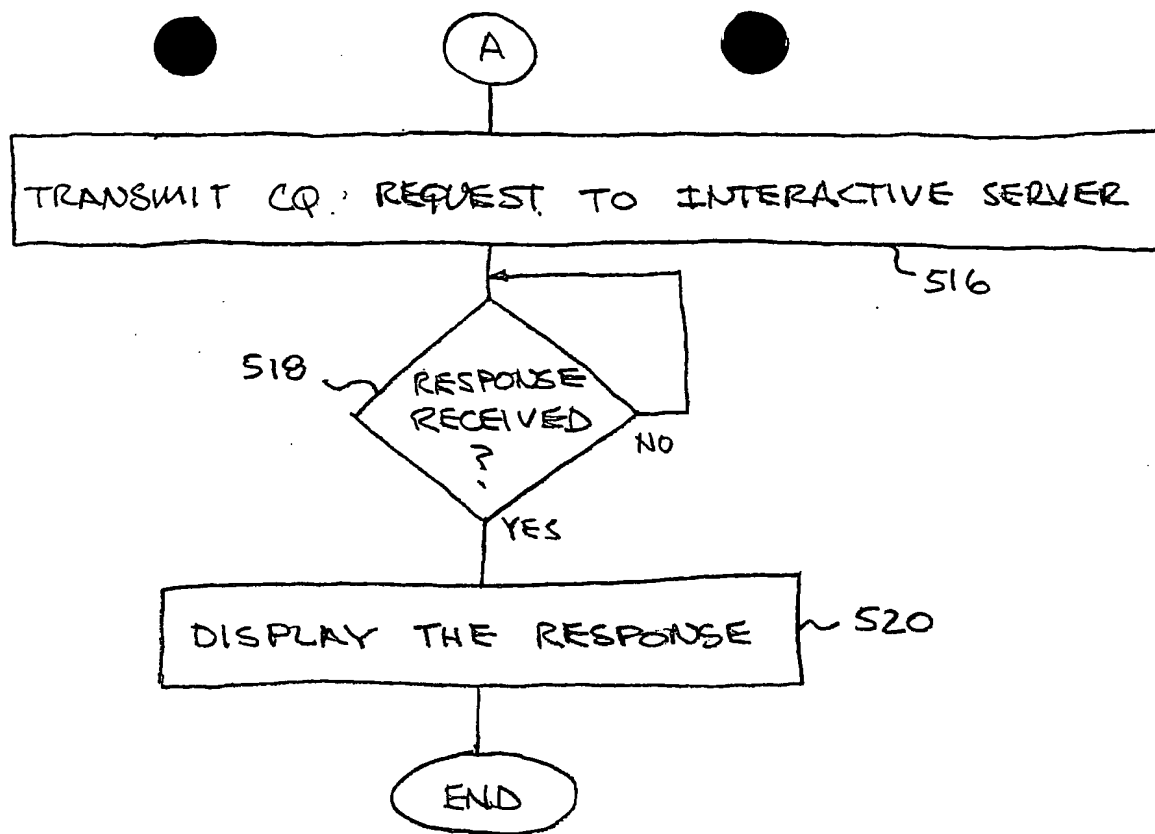 A
TRANSMIT CQ. REQUEST TO INTERACTIVE SERVER
516
518
RESPONSE
RECEIVED
?
NO
YES
DISPLAY THE RESPONSE
520
END